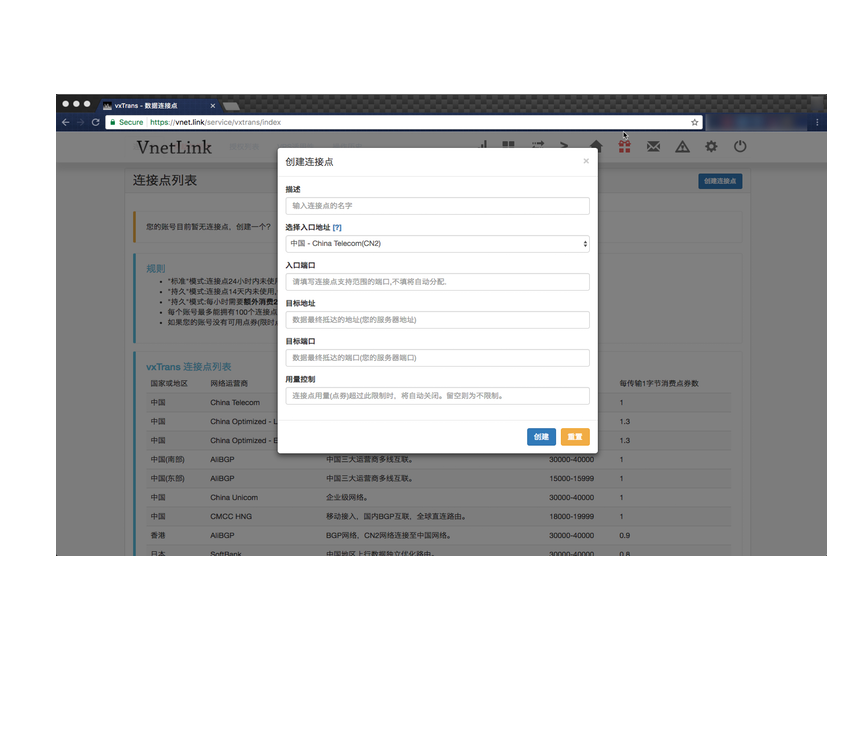 vxTrans - 数据连接点
Secure https://vnet.link/service/vxtrans/index
VnetLink
连接点列表
创建连接点
您的账号目前暂无连接点，创建一个？
规则
"标准"模式:连接点24小时内未使用
"持久"模式:连接点14天内未使用,
"持久"模式:每小时需要额外消费2
每个账号最多能拥有100个连接点
如果您的账号没有可用点券(限时点
vxTrans 连接点列表
国家或地区 网络运营商 每传输1字节消费点券数
中国 China Telecom 1
中国 China Optimized - L 1.3
中国 China Optimized - E 1.3
中国(南部) AliBGP 中国三大运营商多线互联。 30000-40000 1
中国(东部) AliBGP 中国三大运营商多线互联。 15000-15999 1
中国 China Unicom 企业级网络。 30000-40000 1
中国 CMCC HNG 移动接入，国内BGP互联，全球直连路由。 18000-19999 1
香港 AliBGP BGP网络，CN2网络连接至中国网络。 30000-40000 0.9
日本 SoftBank 中国地区上行数据独立优化路由。 30000-40000 0.8
创建连接点
×
描述
输入连接点的名字
选择入口地址 [?]
中国 - China Telecom(CN2)
入口端口
请填写连接点支持范围的端口,不填将自动分配.
目标地址
数据最终抵达的地址(您的服务器地址)
目标端口
数据最终抵达的端口(您的服务器端口)
用量控制
连接点用量(点券)超过此限制时，将自动关闭。留空则为不限制。
创建 重置